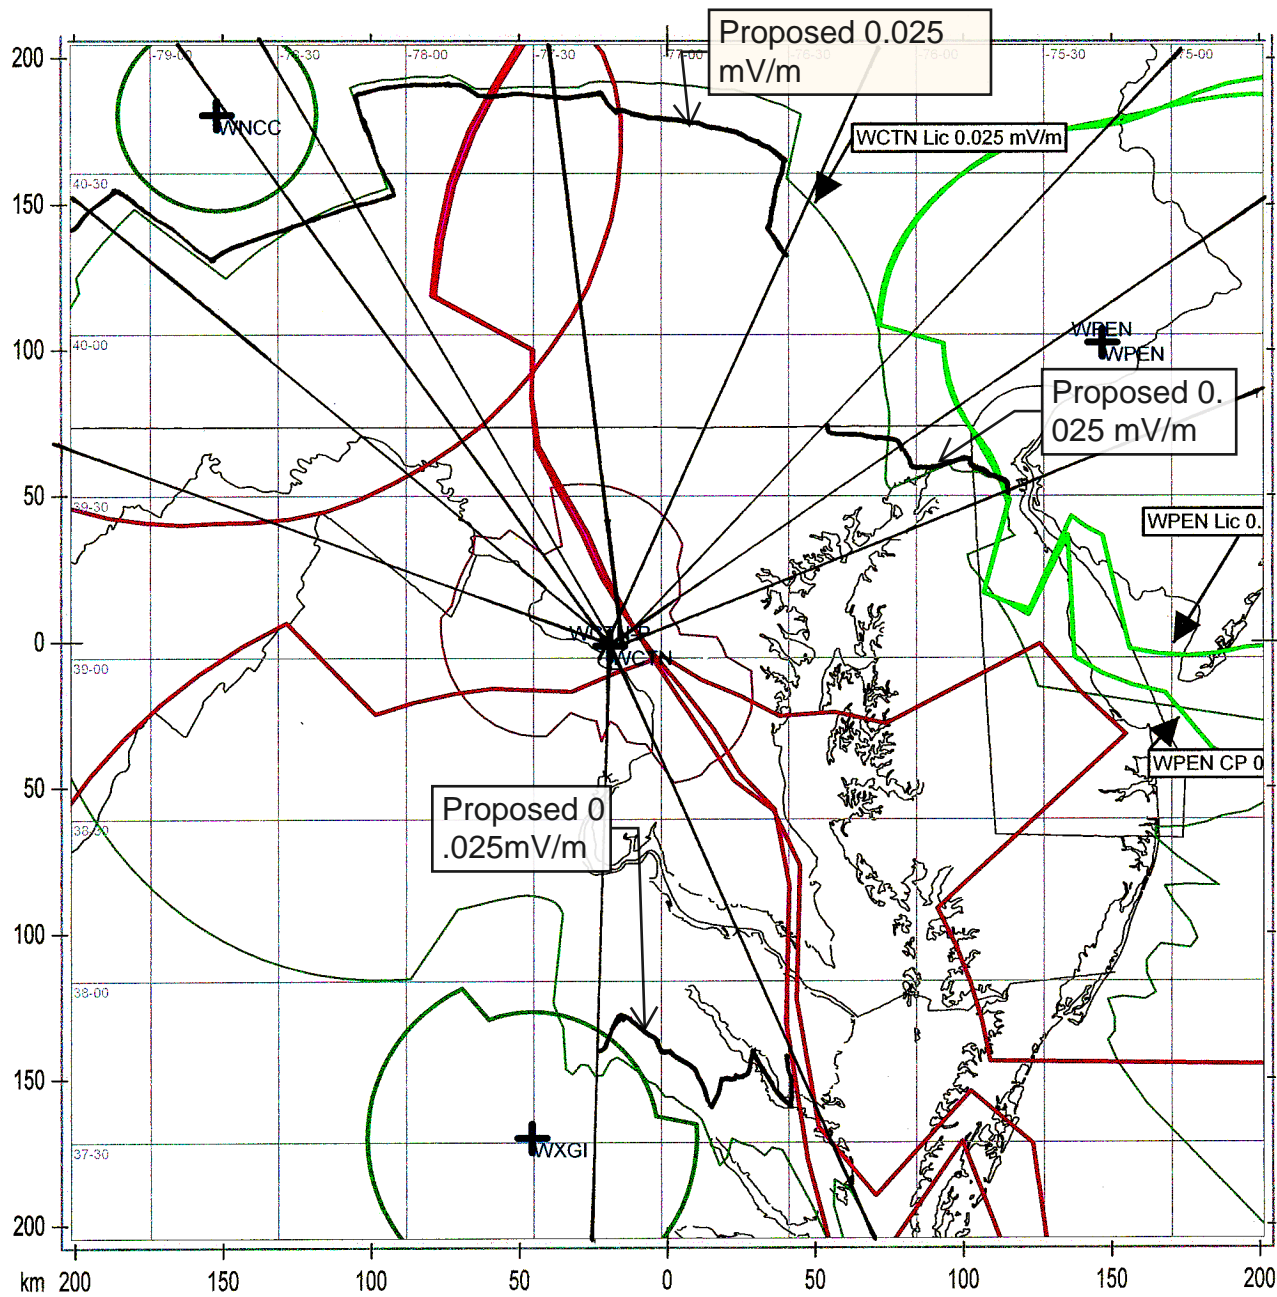 Proposed 0.025
mV/m
200
-79-00
-78-30
-78-00
-77-30
-77-00
-76-30
-76-00
-75-30
-75-00
WNCC
WCTN Lic 0.025 mV/m
40-30
150
WPEN
WPEN
40-00
100
Proposed 0.
025 mV/m
50
39-30
WPEN Lic 0.
0
WCTN
39-00
WPEN CP 0
50
Proposed 0
.025mV/m
38-30
100
38-00
150
WXGI
37-30
200
km 200 150 100 50 0 50 100 150 200